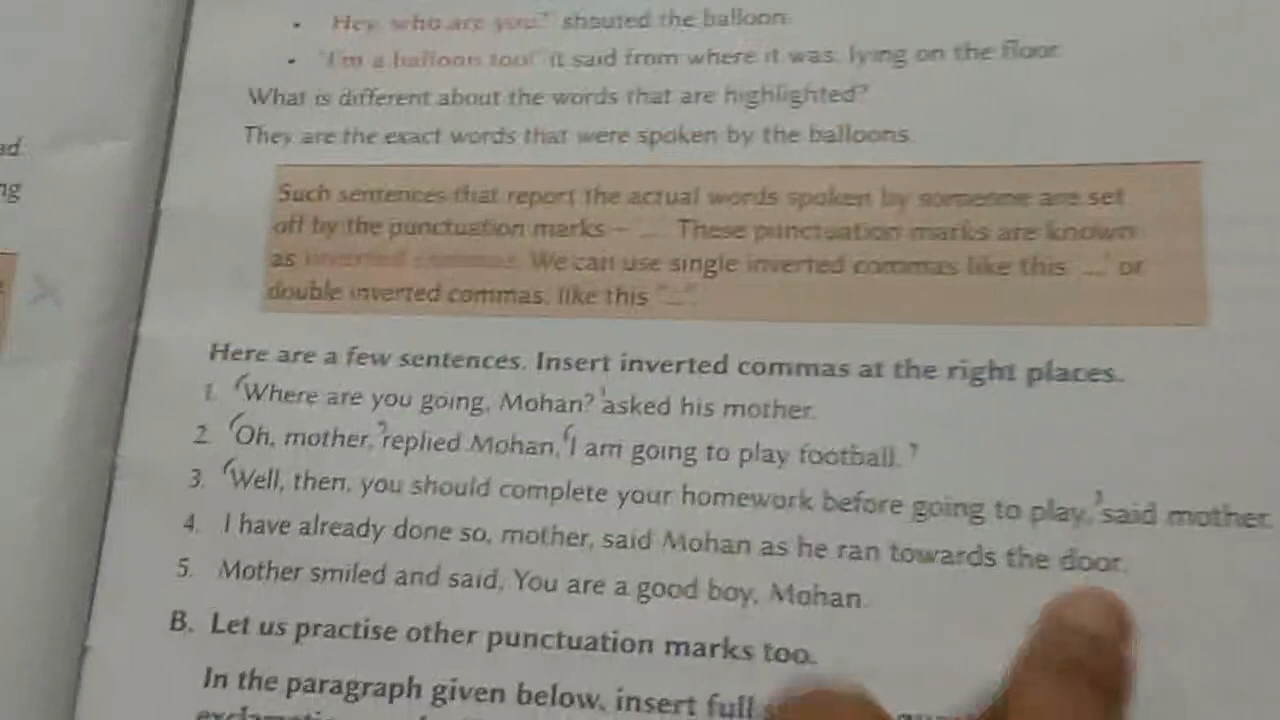 • 'Hey, who are you?' shouted the balloon.
• 'I'm a balloon too!' it said from where it was, lying on the floor.
What is different about the words that are highlighted?
They are the exact words that were spoken by the balloons.
ad
ng
Such sentences that report the actual words spoken by someone are set
off by the punctuation marks – '...'. These punctuation marks are known
as inverted commas. We can use single inverted commas like this '...' or
double inverted commas, like this "...".
Here are a few sentences. Insert inverted commas at the right places.
1. 'Where are you going, Mohan?' asked his mother.
2. 'Oh, mother,' replied Mohan, 'I am going to play football.'
3. 'Well, then, you should complete your homework before going to play,' said mother.
4. I have already done so, mother, said Mohan as he ran towards the door.
5. Mother smiled and said, You are a good boy, Mohan.
B. Let us practise other punctuation marks too.
In the paragraph given below, insert full